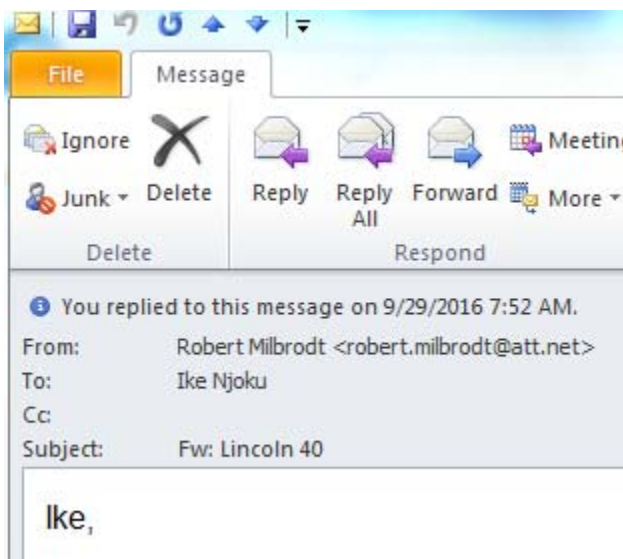 File Message
Ignore
Junk Delete Reply Reply All Forward Meetin
More
Delete Respond
You replied to this message on 9/29/2016 7:52 AM.
From: Robert Milbrodt <robert.milbrodt@att.net>
To: Ike Njoku
Cc:
Subject: Fw: Lincoln 40
Ike,